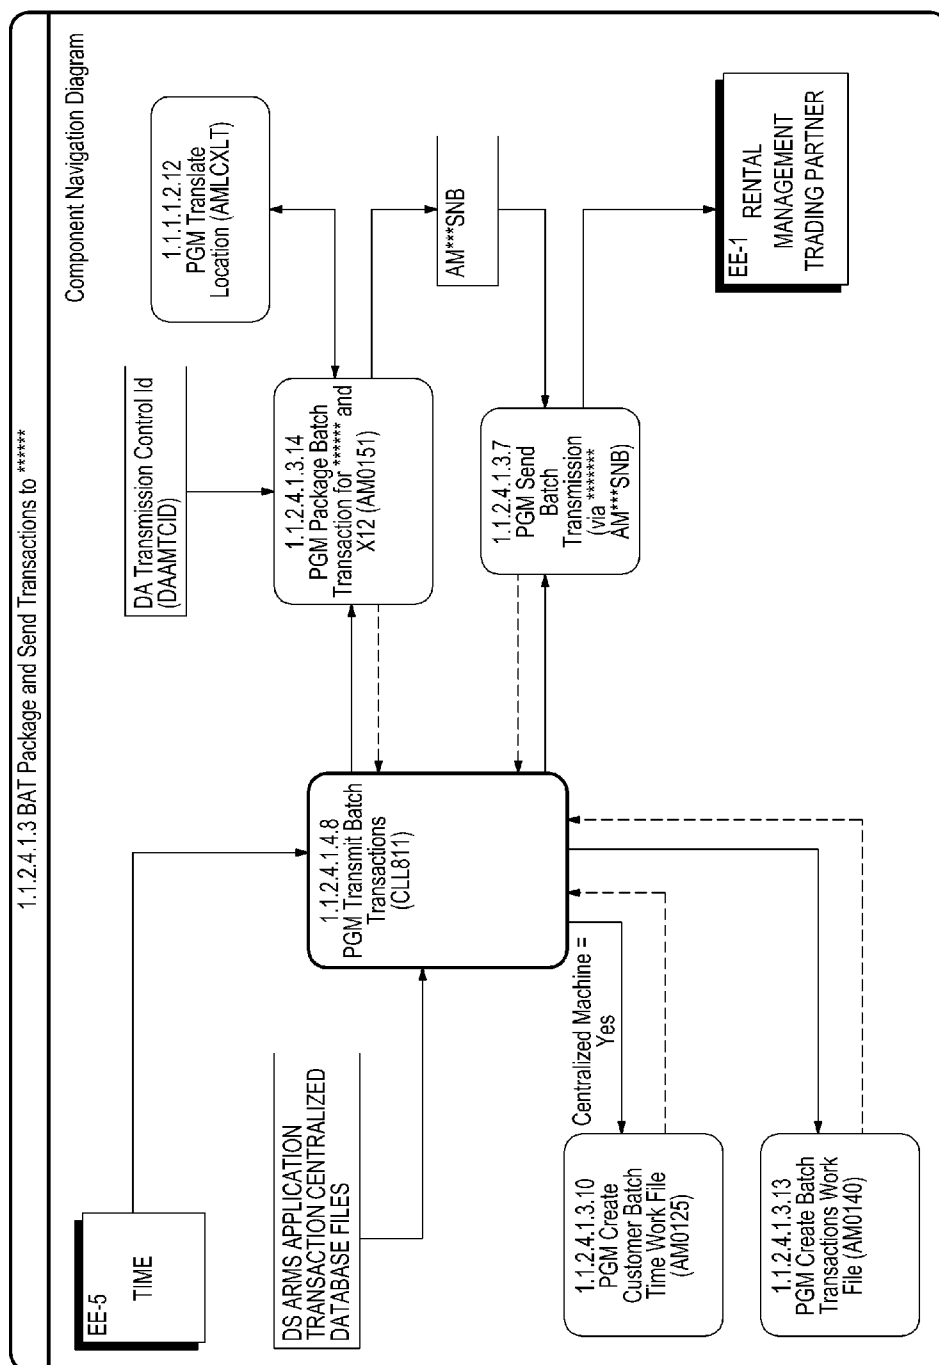 1.1.2.4.1.3 BAT Package and Send Transactions to ******
Component Navigation Diagram
EE-5
TIME
DS ARMS APPLICATION
TRANSACTION CENTRALIZED
DATABASE FILES
1.1.2.4.1.3.10
PGM Create
Customer Batch
Time Work File
(AM0125)
1.1.2.4.1.3.13
PGM Create Batch
Transactions Work
File (AM0140)
Centralized Machine =
Yes
1.1.2.4.1.4.8
PGM Transmit Batch
Transactions
(CLL811)
DA Transmission Control Id
(DAAMTCID)
1.1.2.4.1.3.14
PGM Package Batch
Transaction for ****** and
X12 (AM0151)
1.1.2.4.1.3.7
PGM Send
Batch
Transmission
(via *******
AM***SNB)
1.1.1.1.2.12
PGM Translate
Location (AMLCXLT)
AM***SNB
EE-1
RENTAL
MANAGEMENT
TRADING PARTNER